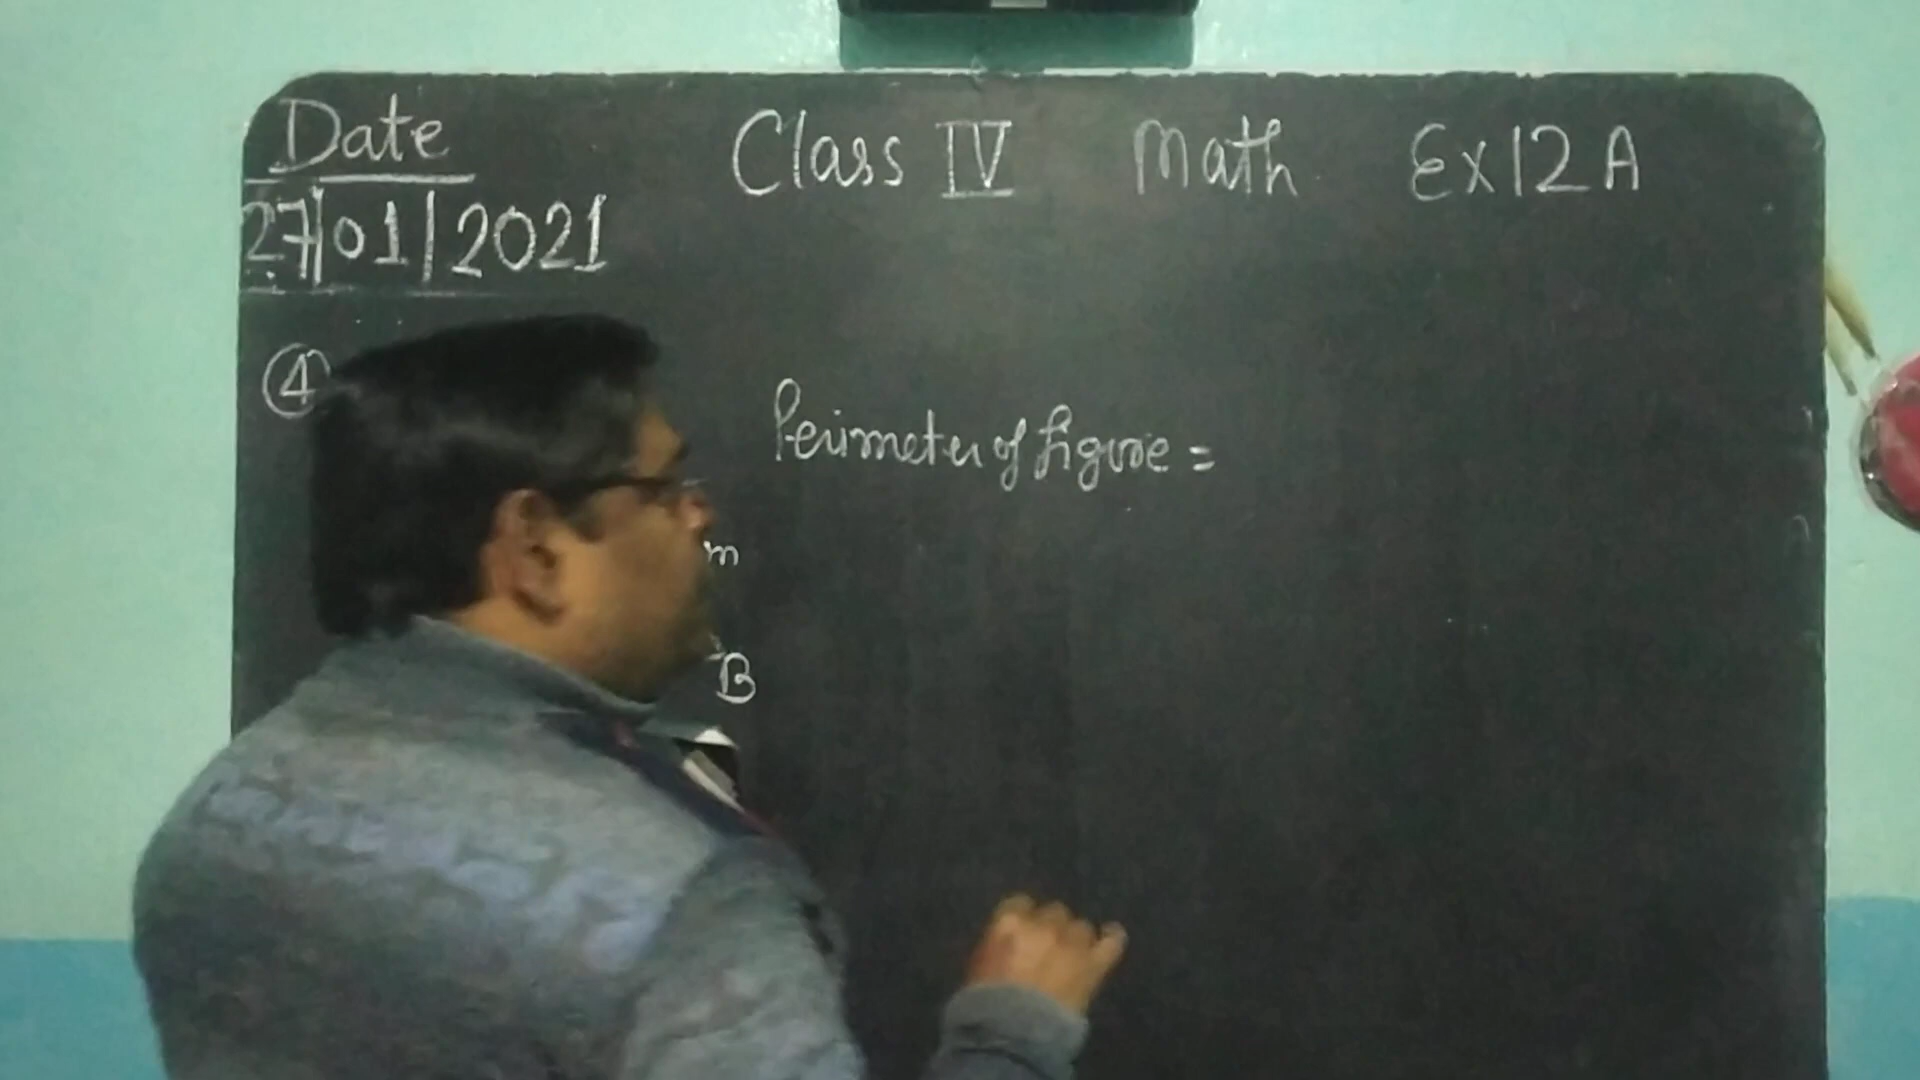 Date
Class IV Math Ex 12 A
27/01/2021
4
Perimeter of figure =
m
B